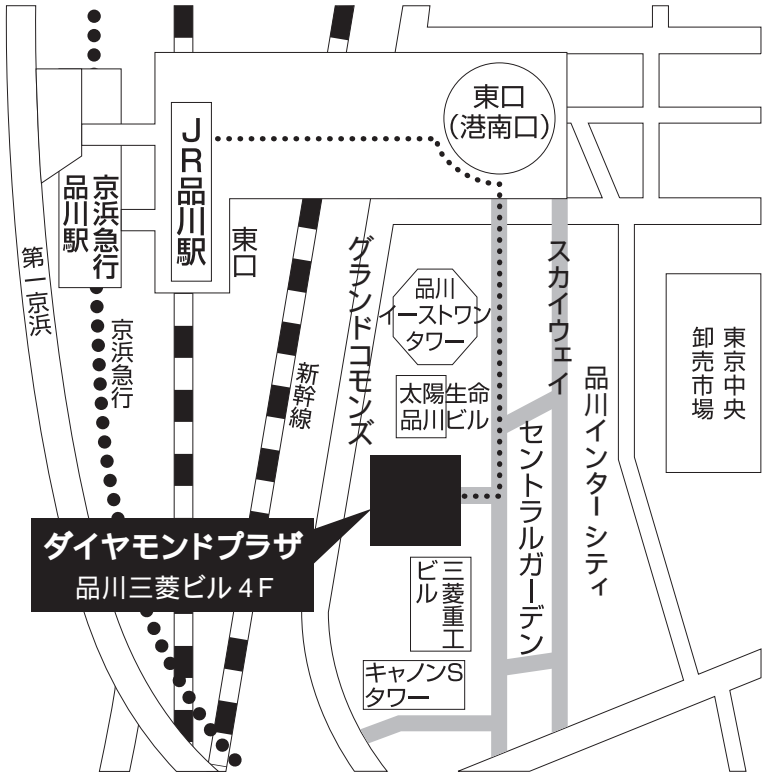 東口
(港南口)
JR品川駅
京浜急行
品川駅
東口
第一京浜
京浜急行
新幹線
グランドコモンズ
スカイウェイ
品川
イーストワン
タワー
太陽生命
品川ビル
品川インターシティ
セントラルガーデン
東京中央
卸売市場
ダイヤモンドプラザ
品川三菱ビル4F
三菱重工
ビル
キャノンS
タワー